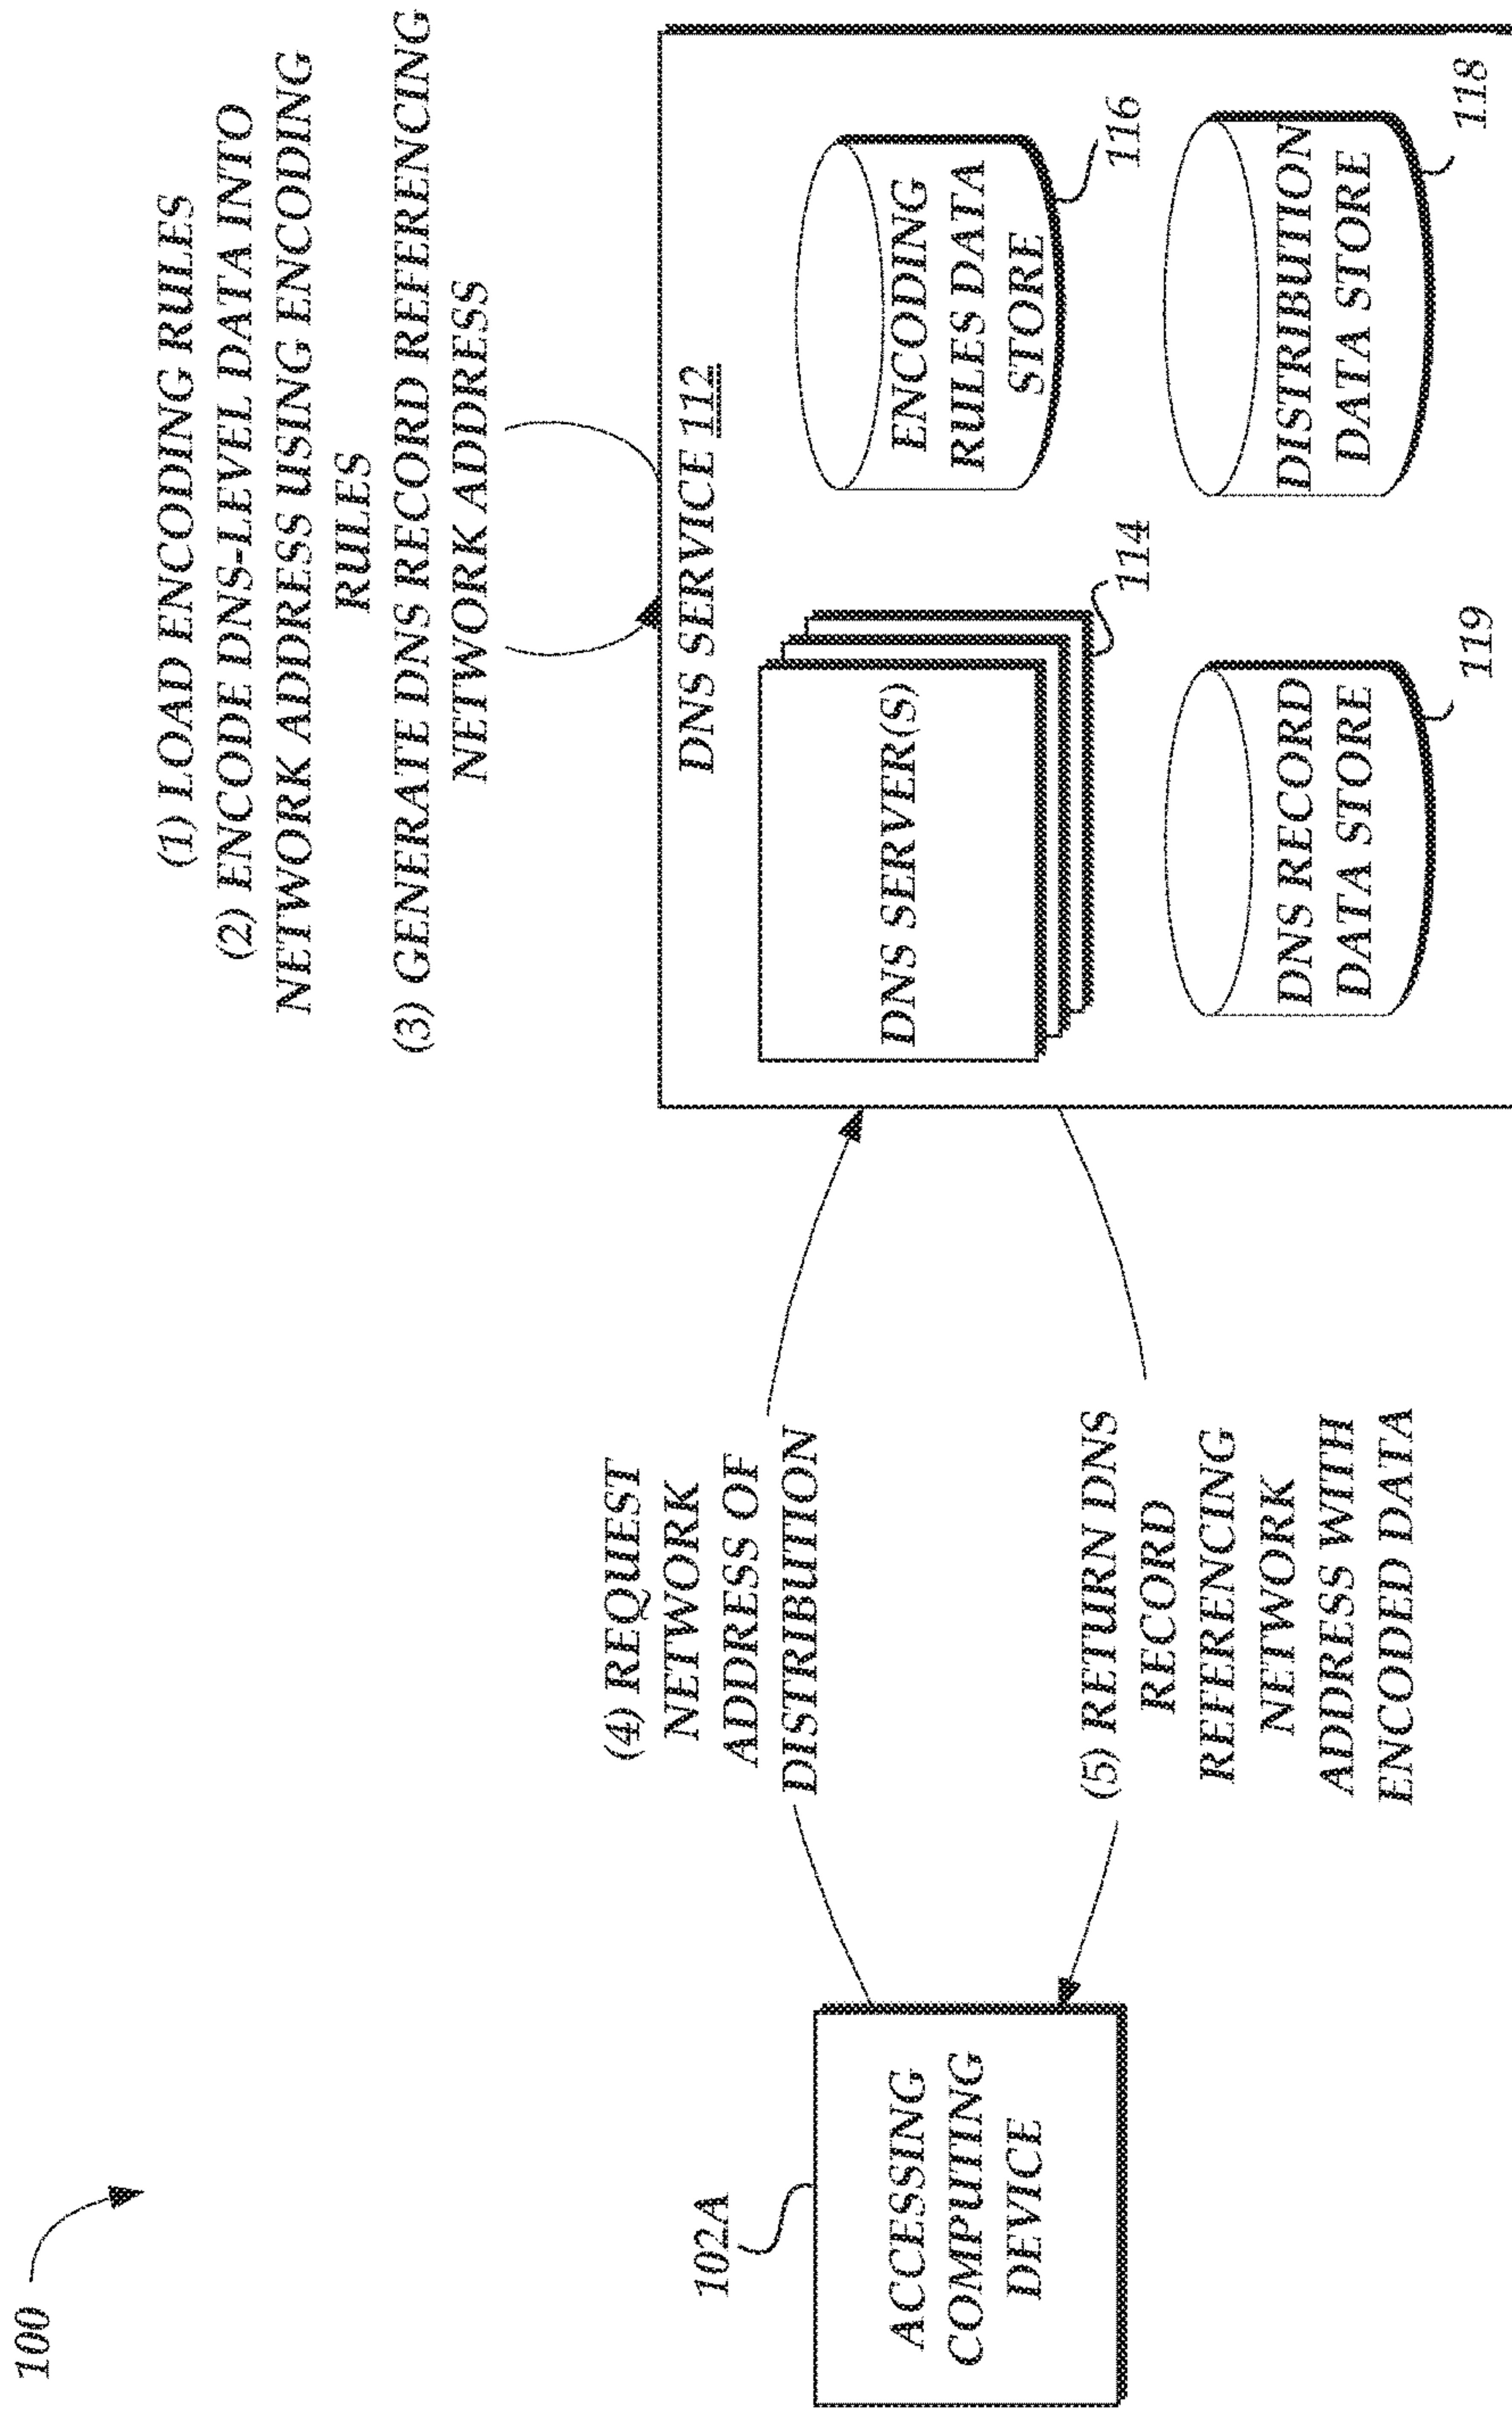 100
(1) LOAD ENCODING RULES
(2) ENCODE DNS-LEVEL DATA INTO
NETWORK ADDRESS USING ENCODING
RULES
(3) GENERATE DNS RECORD REFERENCING
NETWORK ADDRESS
102A
ACCESSING
COMPUTING
DEVICE
(4) REQUEST
NETWORK
ADDRESS OF
DISTRIBUTION
(5) RETURN DNS
RECORD
REFERENCING
NETWORK
ADDRESS WITH
ENCODED DATA
DNS SERVICE 112
DNS SERVER(S)
114
ENCODING
RULES DATA
STORE
116
DNS RECORD
DATA STORE
119
DISTRIBUTION
DATA STORE
118